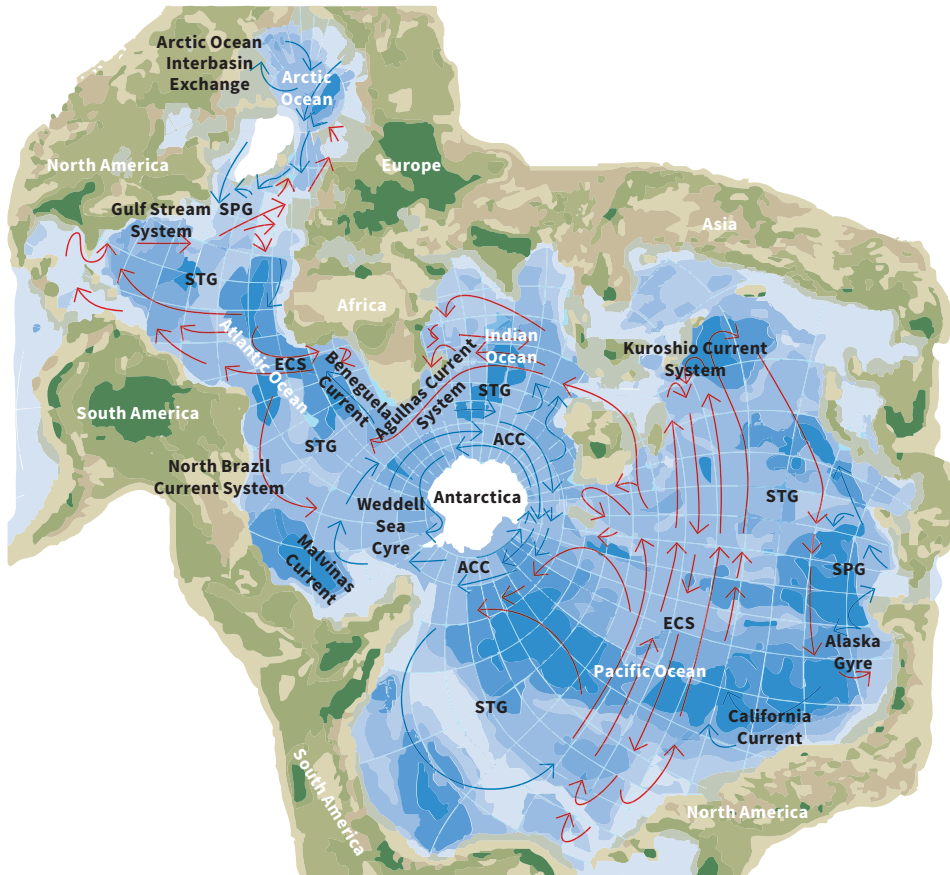 Arctic Ocean
Interbasin
Exchange
Arctic
Ocean
North America
Europe
Gulf Stream
System
SPG
Asia
STG
Africa
Atlantic Ocean
Indian
Ocean
Kuroshio Current
System
ECS
Beneguela
Current
Agulhas Current
System
STG
South America
STG
ACC
North Brazil
Current System
Weddell
Sea
Cyre
Antarctica
STG
Malvinas
Current
ACC
SPG
ECS
Alaska
Gyre
Pacific Ocean
STG
California
Current
South America
North America